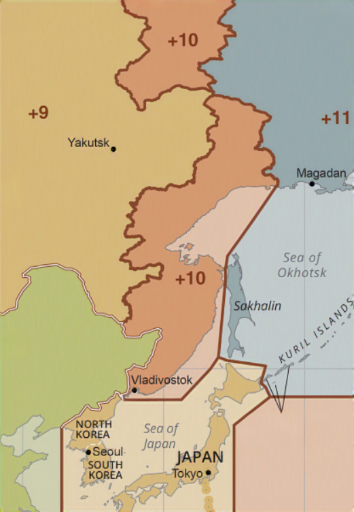 +10
+9
+11
Yakutsk
Magadan
Sea of
Okhotsk
+10
Sakhalin
KURIL ISLANDS
Vladivostok
NORTH
KOREA
Sea of
Japan
Seoul
SOUTH
KOREA
JAPAN
Tokyo